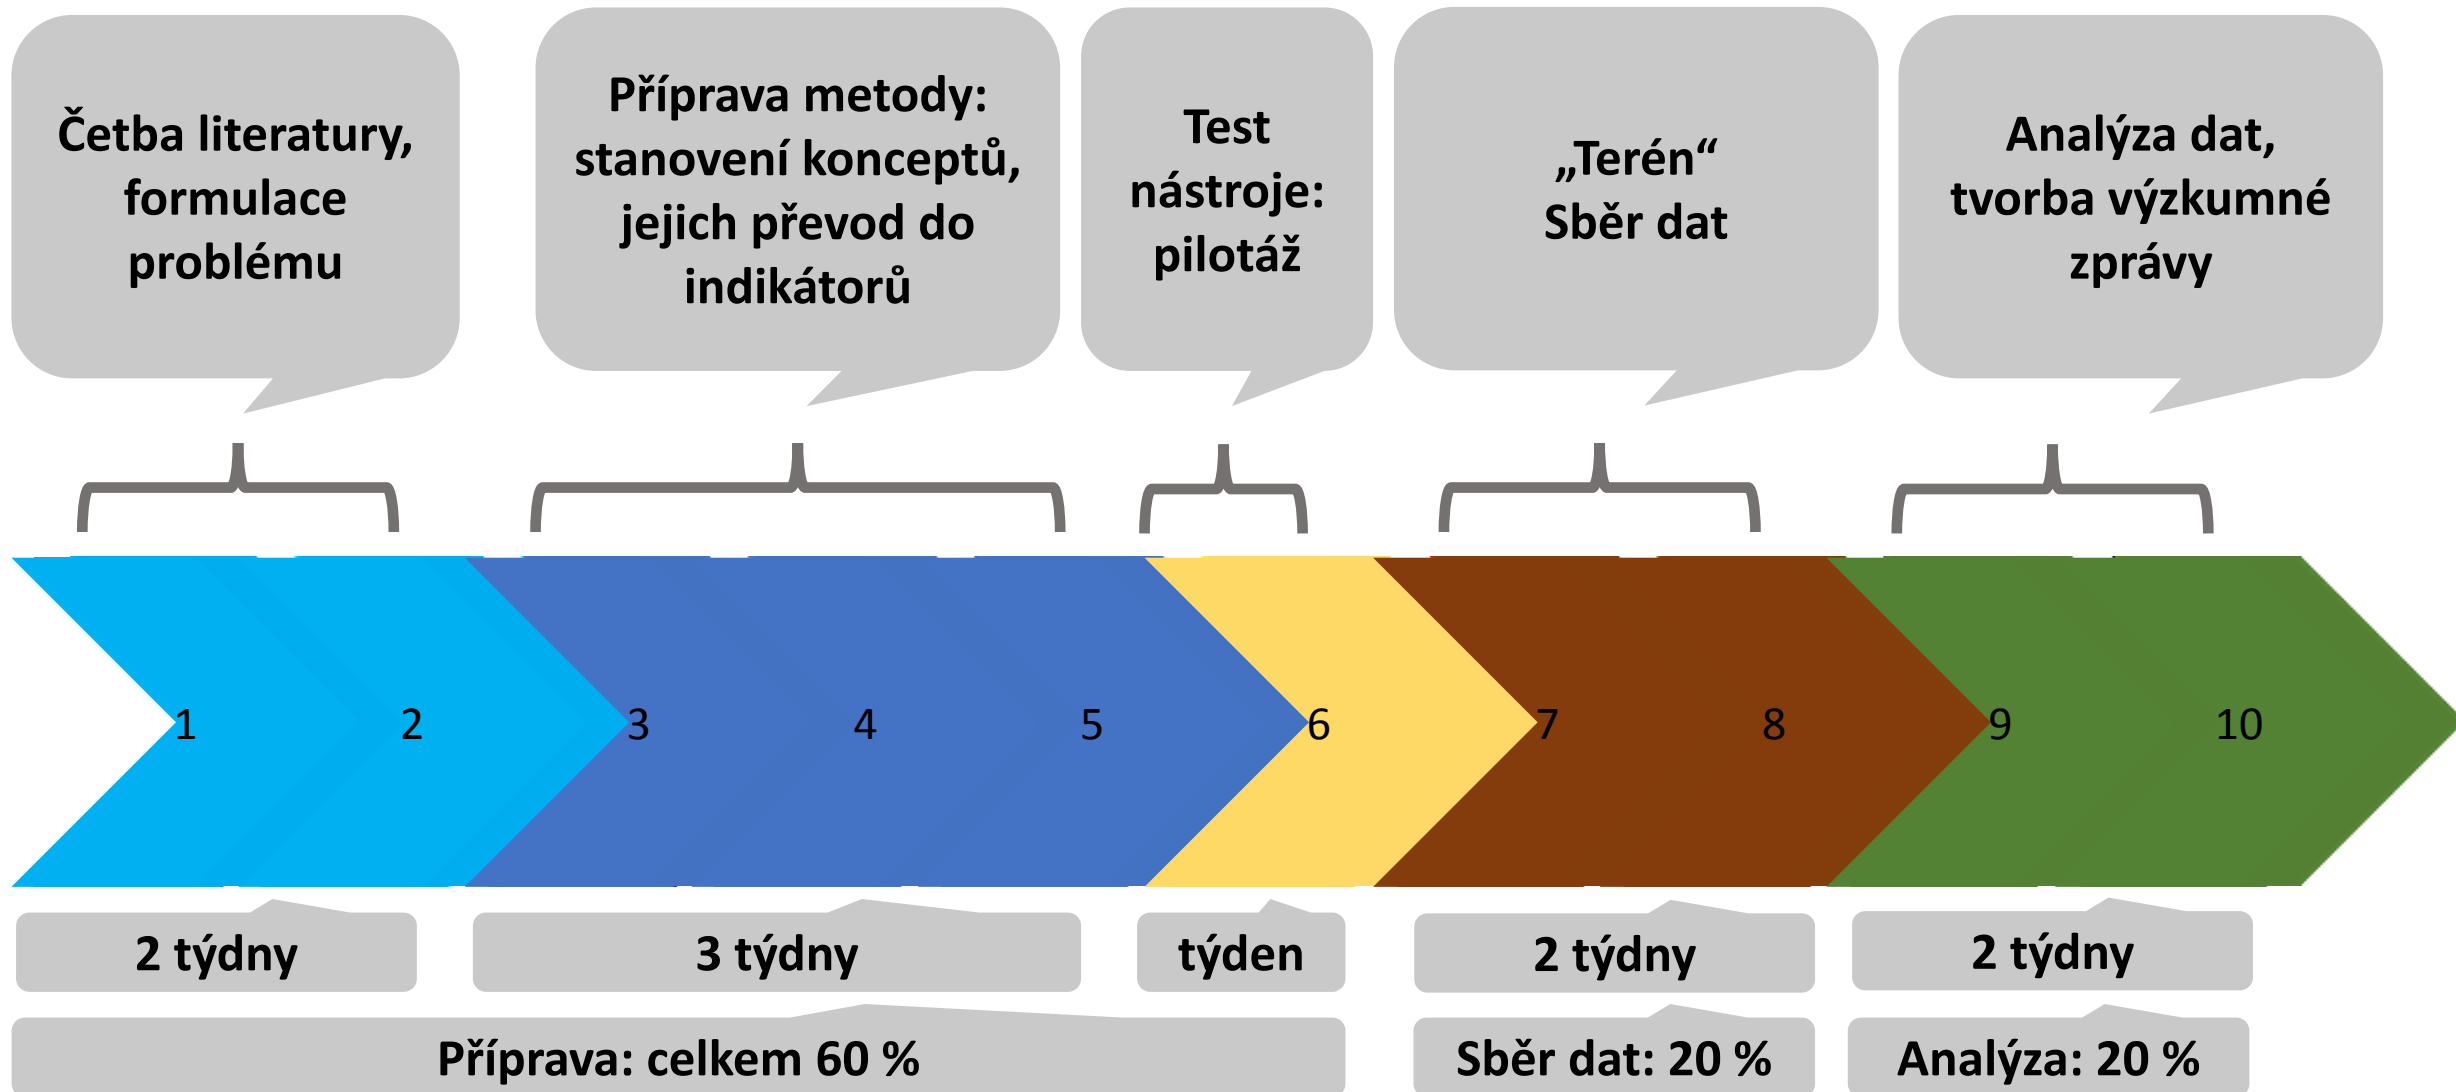 Četba literatury,
formulace
problému
Příprava metody:
stanovení konceptů,
jejich převod do
indikátorů
Test
nástroje:
pilotáž
„Terén“
Sběr dat
Analýza dat,
tvorba výzkumné
zprávy
1 2 3 4 5 6 7 8 9 10
2 týdny
3 týdny
týden
2 týdny
2 týdny
Příprava: celkem 60 %
Sběr dat: 20 %
Analýza: 20 %